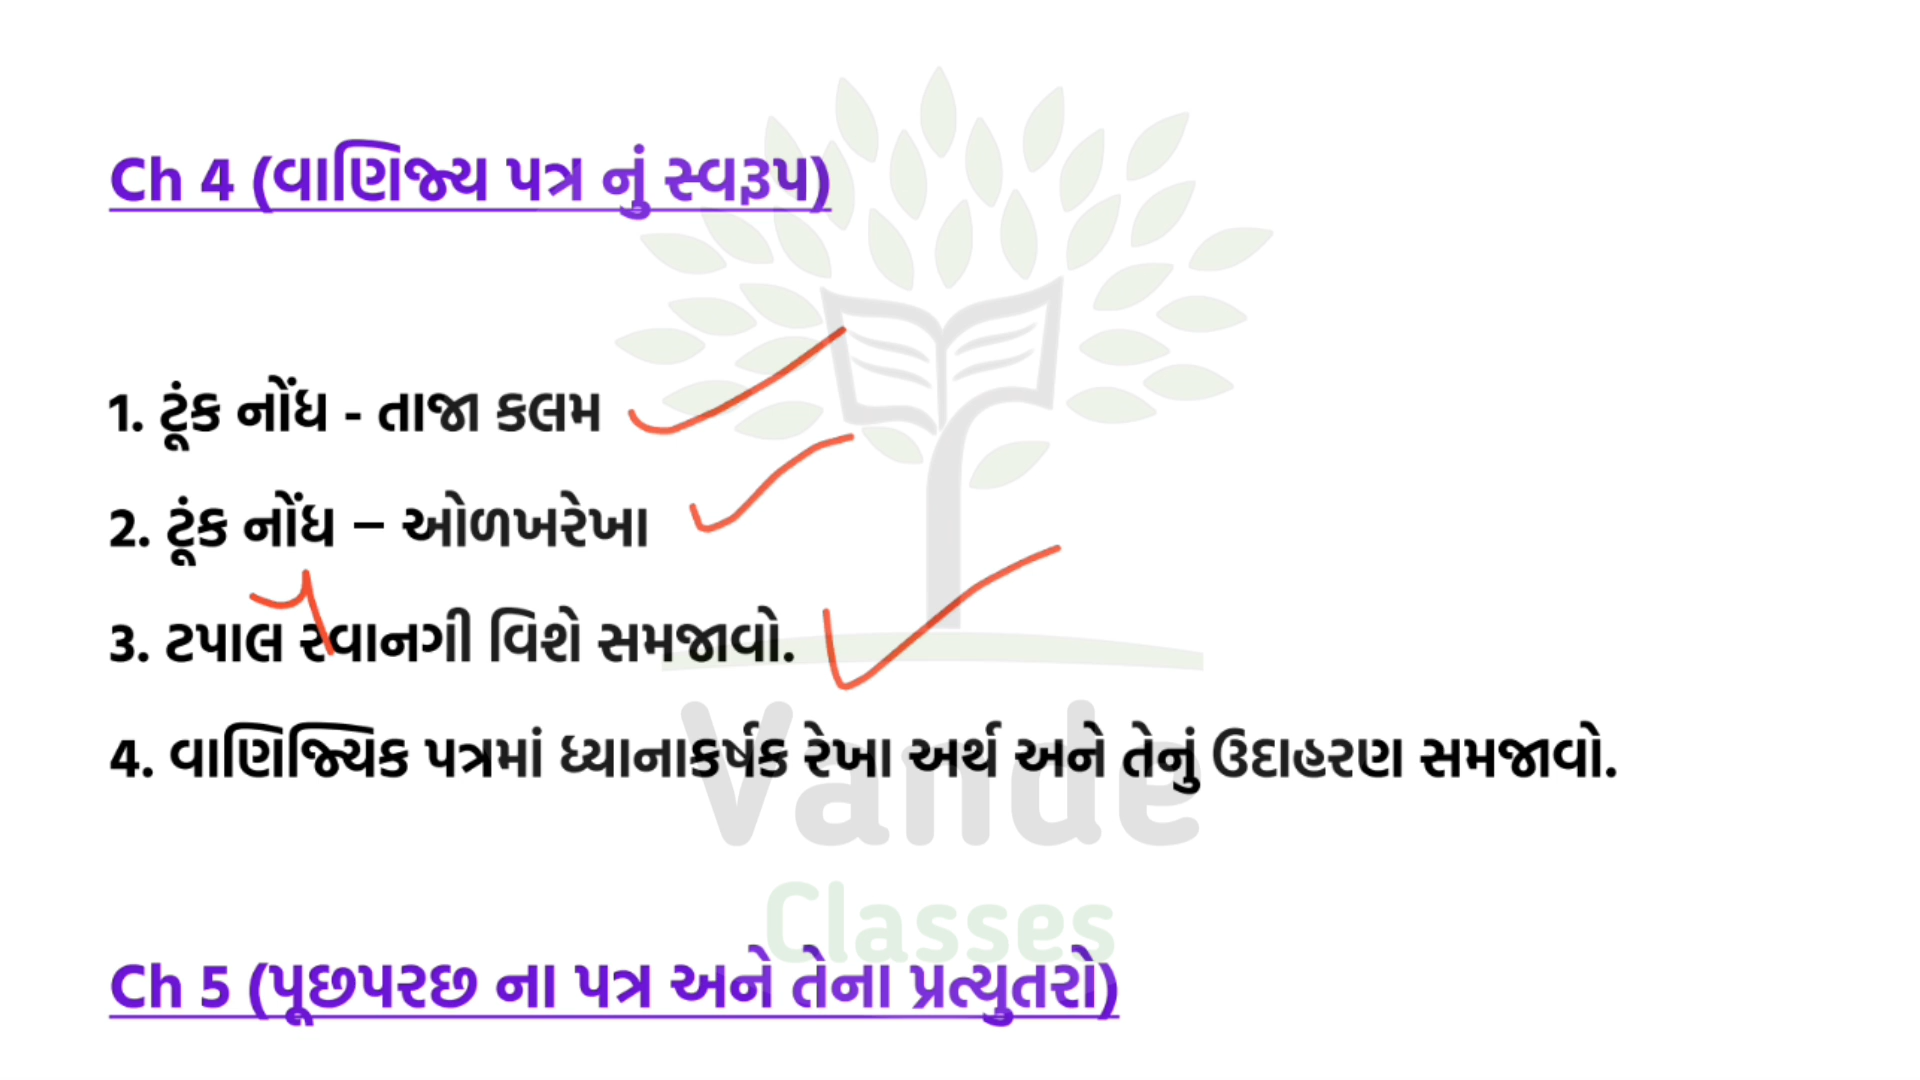 Ch 4 (વાણિજ્ય પત્ર નું સ્વરૂપ)
1. ટૂંક નોંધ - તાજા કલમ
2. ટૂંક નોંધ – ઓળખરેખા
3. ટપાલ રવાનગી વિશે સમજાવો.
4. વાણિજ્યિક પત્રમાં ધ્યાનાકર્ષક રેખા અર્થ અને તેનું ઉદાહરણ સમજાવો.
Vande
Classes
Ch 5 (પૂછપરછ ના પત્ર અને તેના પ્રત્યુતરો)